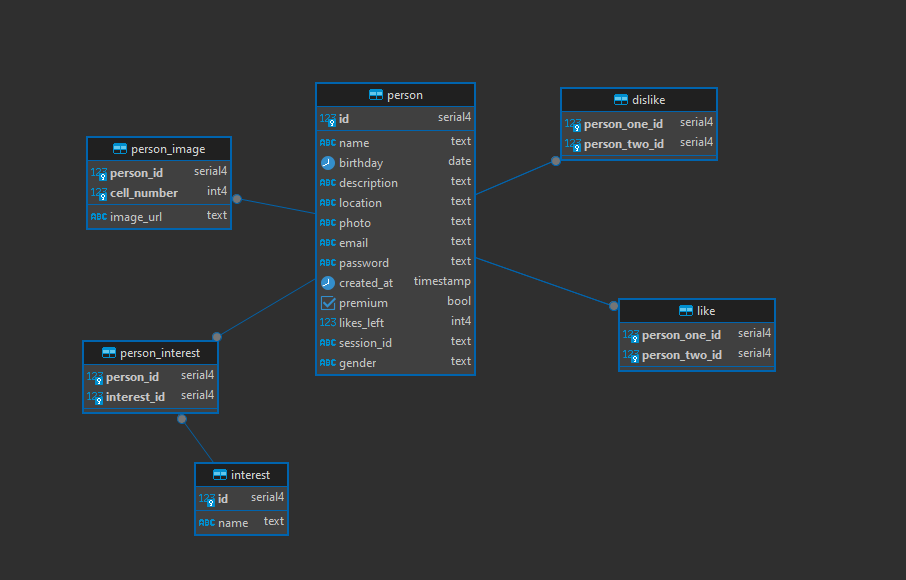 person
123 id serial4
ABC name text
birthday date
ABC description text
ABC location text
ABC photo text
ABC email text
ABC password text
created_at timestamp
premium bool
123 likes_left int4
ABC session_id text
ABC gender text
dislike
123 person_one_id serial4
123 person_two_id serial4
person_image
123 person_id serial4
123 cell_number int4
ABC image_url text
like
123 person_one_id serial4
123 person_two_id serial4
person_interest
123 person_id serial4
123 interest_id serial4
interest
123 id serial4
ABC name text